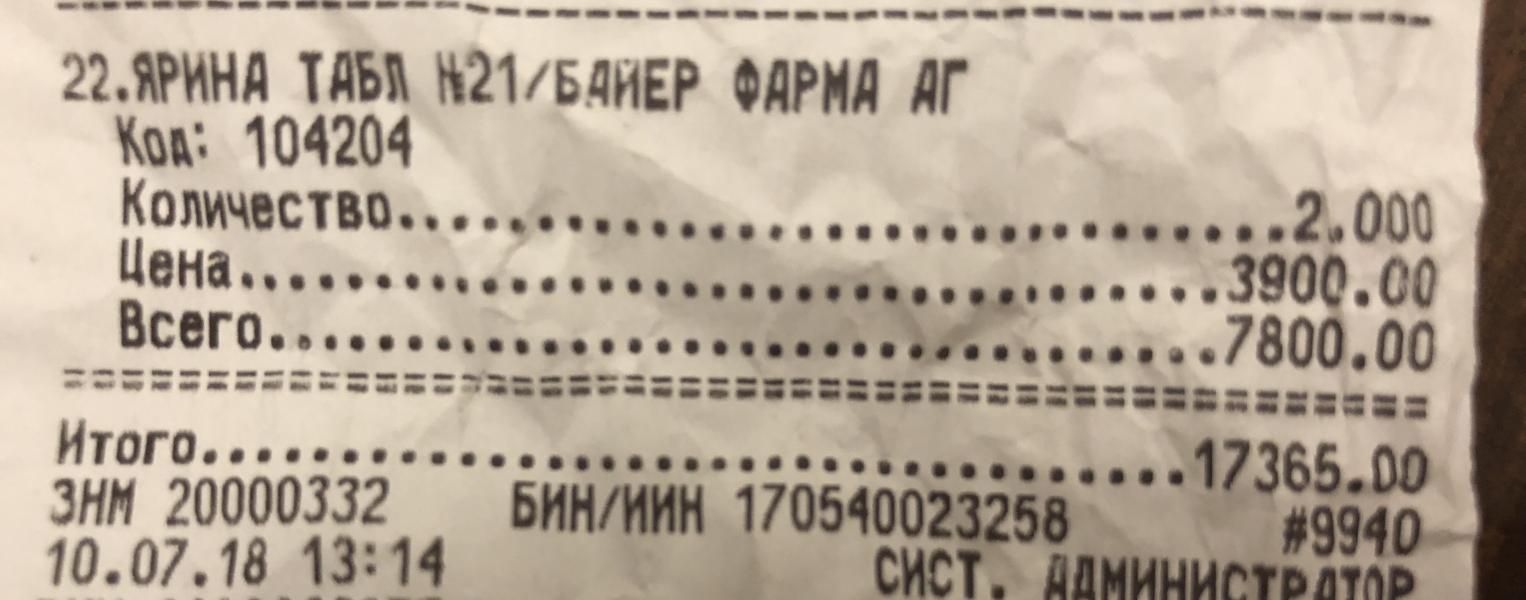 22.ЯРИНА ТАБЛ №21/БАЙЕР ФАРМА АГ
Код: 104204
Количество.....................................2.000
Цена...................................3900.00
Всего..................................7800.00
Итого...................................17365.00
ЗНМ 20000332 БИН/ИИН 170540023258 #9940
10.07.18 13:14 СИСТ. АДМИНИСТРАТОР